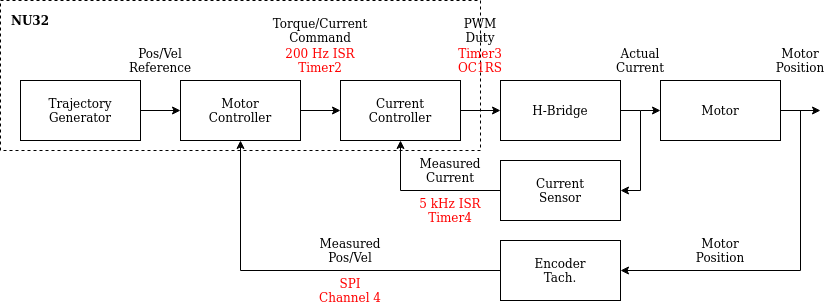 NU32
Torque/Current
Command
200 Hz ISR
Timer2
PWM
Duty
Timer3
OC1RS
Pos/Vel
Reference
Actual
Current
Motor
Position
Trajectory
Generator
Motor
Controller
Current
Controller
H-Bridge
Motor
Measured
Current
5 kHz ISR
Timer4
Current
Sensor
Measured
Pos/Vel
SPI
Channel 4
Encoder
Tach.
Motor
Position